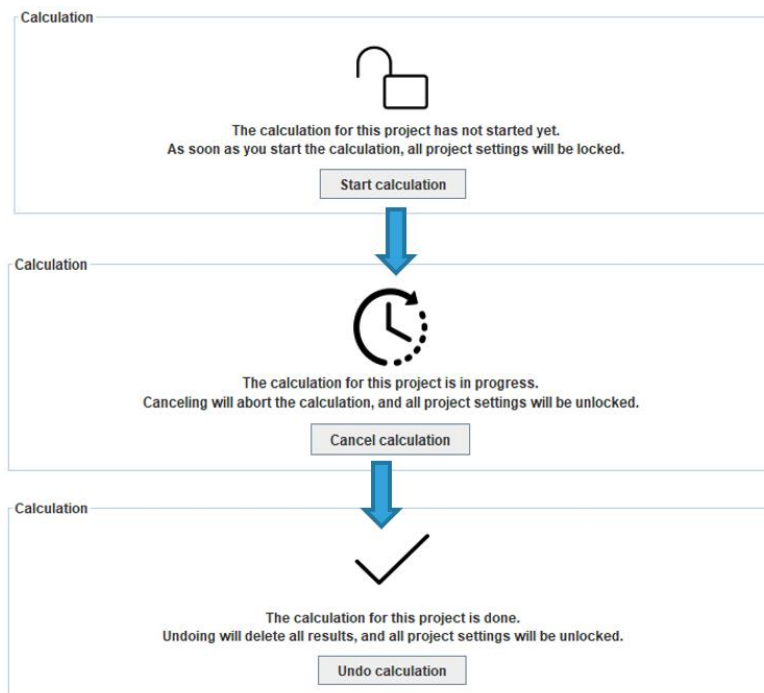 Calculation
The calculation for this project has not started yet.
As soon as you start the calculation, all project settings will be locked.
Start calculation
Calculation
The calculation for this project is in progress.
Canceling will abort the calculation, and all project settings will be unlocked.
Cancel calculation
Calculation
The calculation for this project is done.
Undoing will delete all results, and all project settings will be unlocked.
Undo calculation